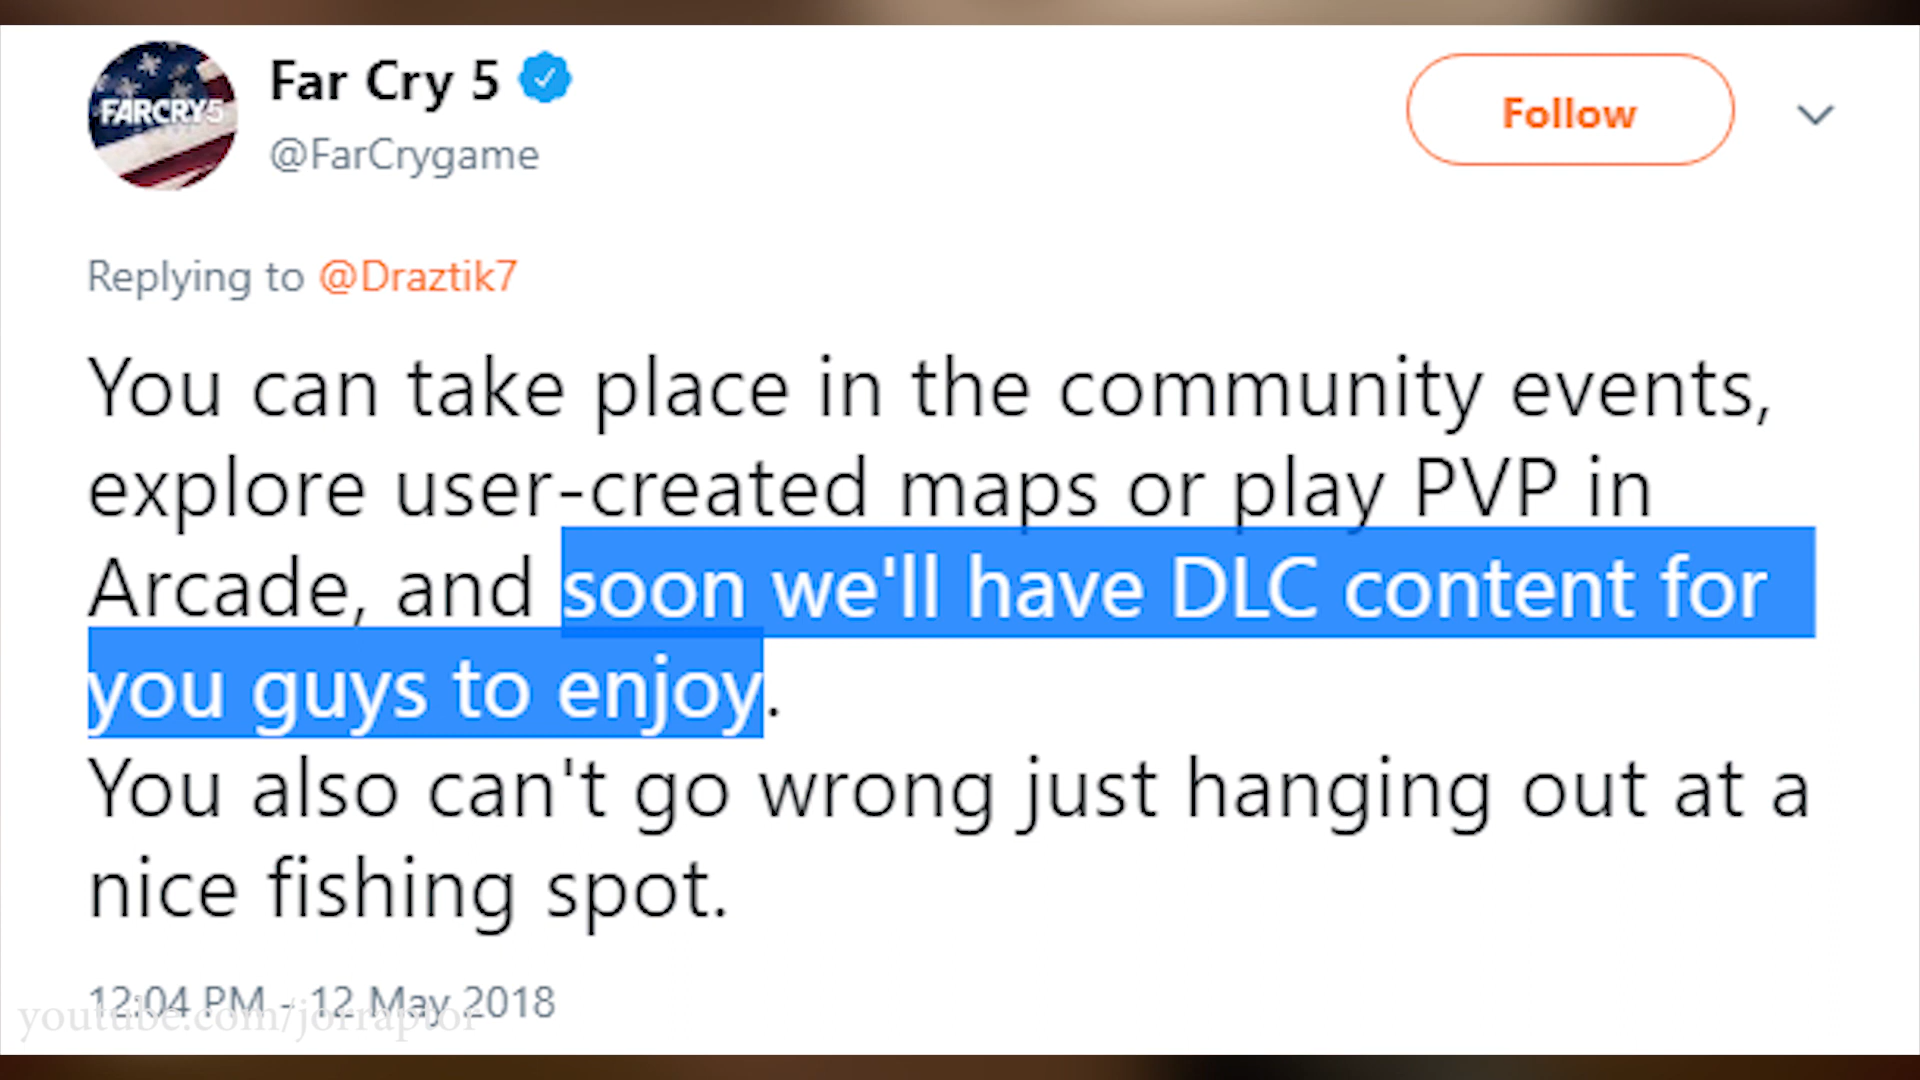 FARCRY5
Far Cry 5
@FarCrygame
Follow
Replying to @Draztik7
You can take place in the community events,
explore user-created maps or play PVP in
Arcade, and soon we'll have DLC content for
you guys to enjoy.
You also can't go wrong just hanging out at a
nice fishing spot.
12:04 PM - 12 May 2018
youtube.com/jorraptor